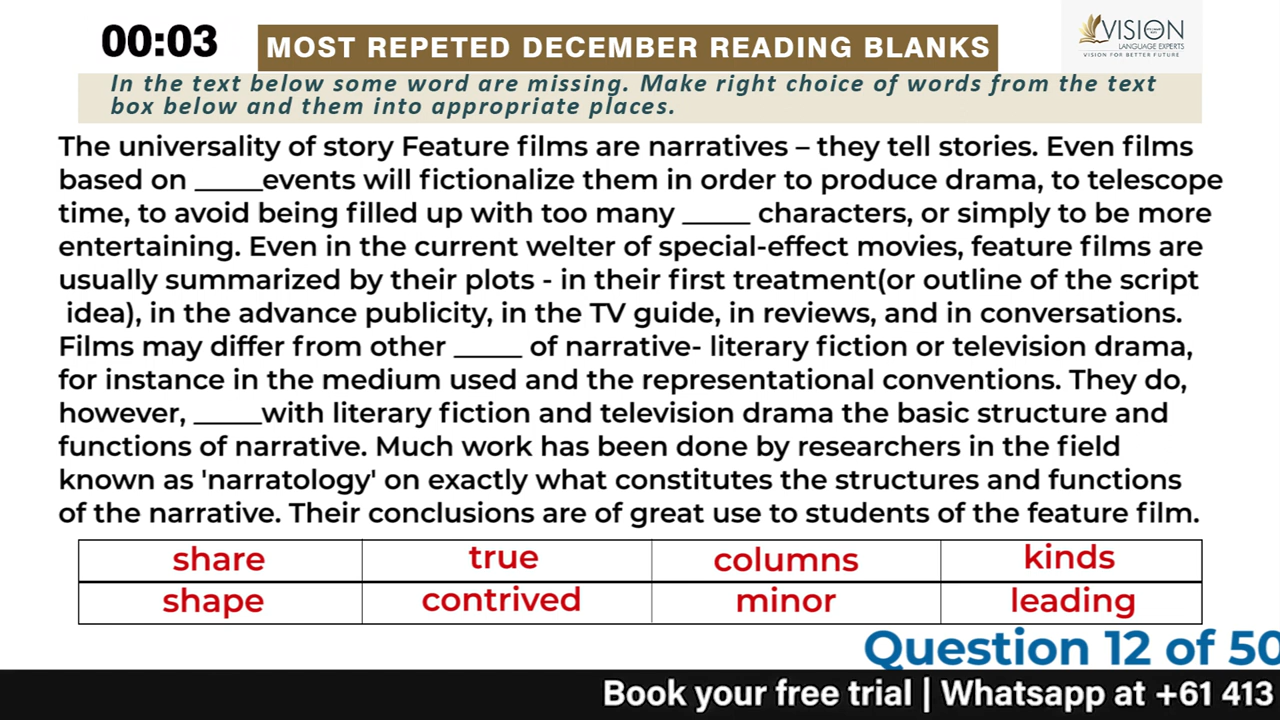 00:03
MOST REPETED DECEMBER READING BLANKS
VISION
LANGUAGE EXPERTS
VISION FOR BETTER FUTURE
In the text below some word are missing. Make right choice of words from the text
box below and them into appropriate places.
The universality of story Feature films are narratives – they tell stories. Even films
based on _____events will fictionalize them in order to produce drama, to telescope
time, to avoid being filled up with too many _____ characters, or simply to be more
entertaining. Even in the current welter of special-effect movies, feature films are
usually summarized by their plots - in their first treatment(or outline of the script
idea), in the advance publicity, in the TV guide, in reviews, and in conversations.
Films may differ from other _____ of narrative- literary fiction or television drama,
for instance in the medium used and the representational conventions. They do,
however, _____with literary fiction and television drama the basic structure and
functions of narrative. Much work has been done by researchers in the field
known as 'narratology' on exactly what constitutes the structures and functions
of the narrative. Their conclusions are of great use to students of the feature film.
share true columns kinds
shape contrived minor leading
Question 12 of 50
Book your free trial | Whatsapp at +61 413